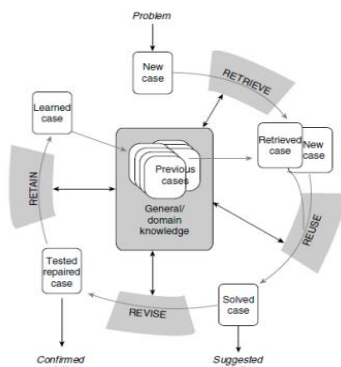 Problem
New
case
RETRIEVE
Learned
case
Retrieved
case
New
case
Previous
cases
General/
domain
knowledge
RETAIN
REUSE
Tested
repaired
case
REVISE
Solved
case
Confirmed
Suggested